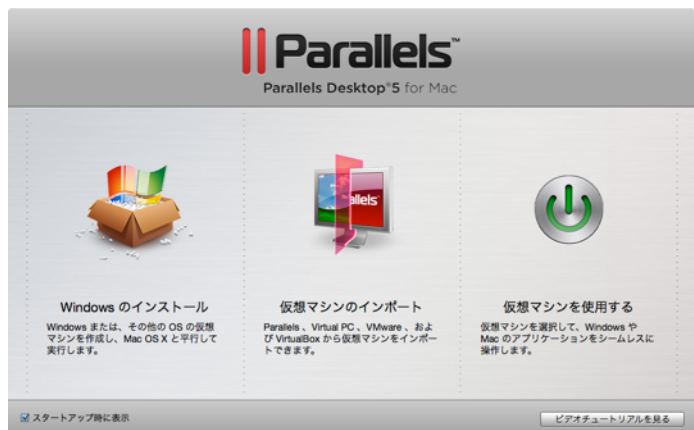 Parallels™
Parallels Desktop®5 for Mac
Windows のインストール
Windows または、その他の OS の仮想
マシンを作成し、Mac OS X と平行して
実行します。
allels
仮想マシンのインポート
Parallels 、Virtual PC 、VMware 、およ
び VirtualBox から仮想マシンをインポー
トできます。
仮想マシンを使用する
仮想マシンを選択して、Windows や
Mac のアプリケーションをシームレスに
操作します。
スタートアップ時に表示
ビデオチュートリアルを見る